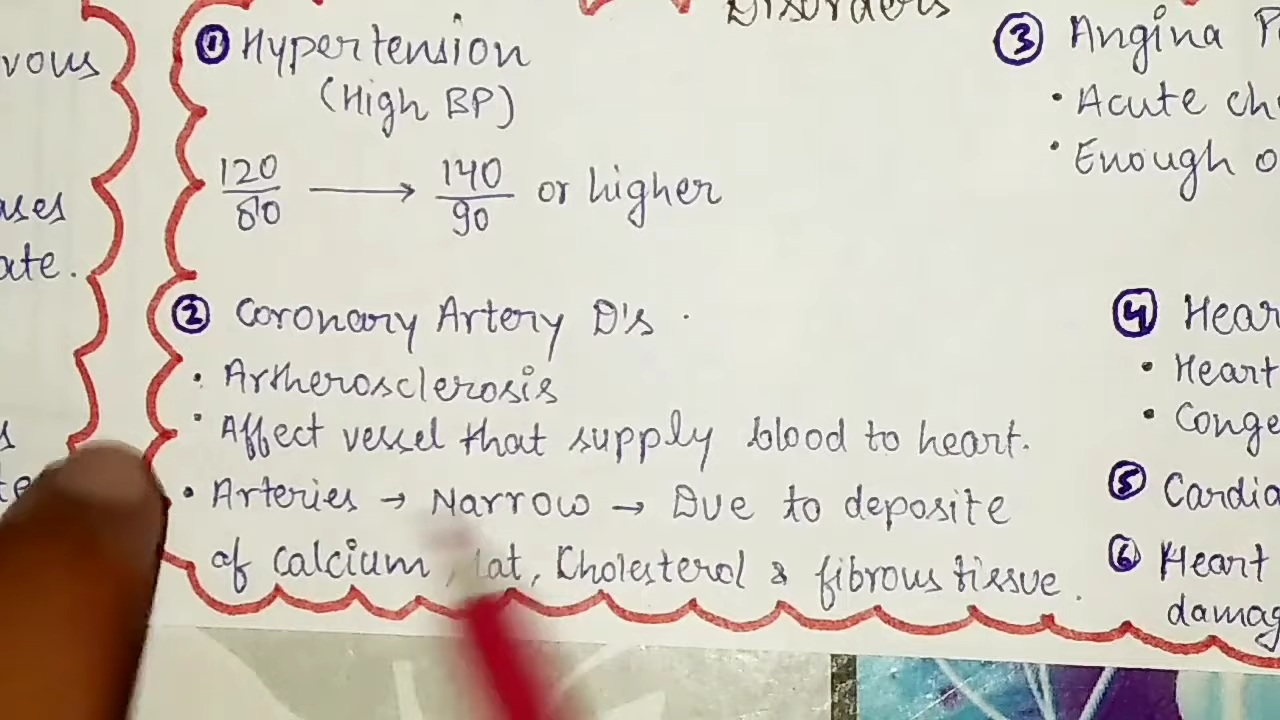 Disorders
① Hypertension
(High BP)
120/80 → 140/90 or higher
② Coronary Artery D's.
• Artherosclerosis
• Affect vessel that supply blood to heart.
• Arteries → Narrow → Due to deposite
of calcium, fat, Cholesterol & fibrous tissue.
③ Angina P
• Acute ch
• Enough o
④ Hear
• Heart
• Conge
⑤ Cardia
⑥ Heart
damag
vous
ases
ate.
s
te